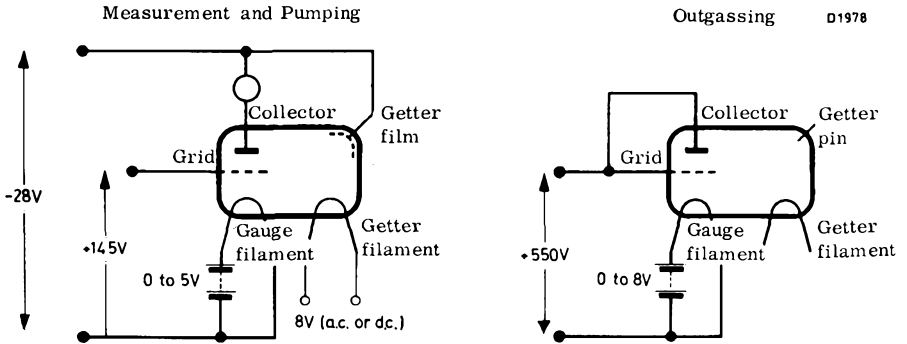 Measurement and Pumping
Outgassing
D1978
Collector
Getter
film
Grid
-28V
+145V
Gauge
filament
Getter
filament
0 to 5V
8V (a.c. or d.c.)
Collector
Getter
pin
Grid
+550V
Gauge
filament
Getter
filament
0 to 8V